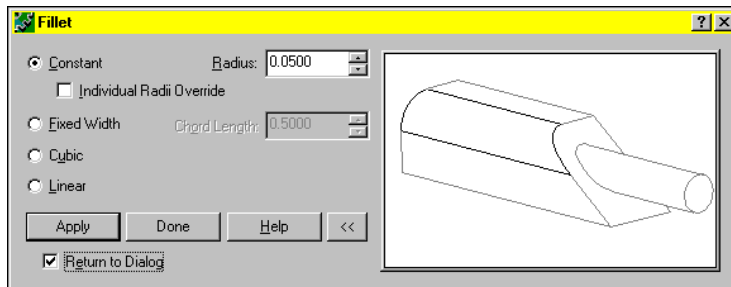 Fillet
Constant Radius: 0.0500
Individual Radii Override
Fixed Width Chord Length: 0.5000
Cubic
Linear
Apply Done Help <<
Return to Dialog